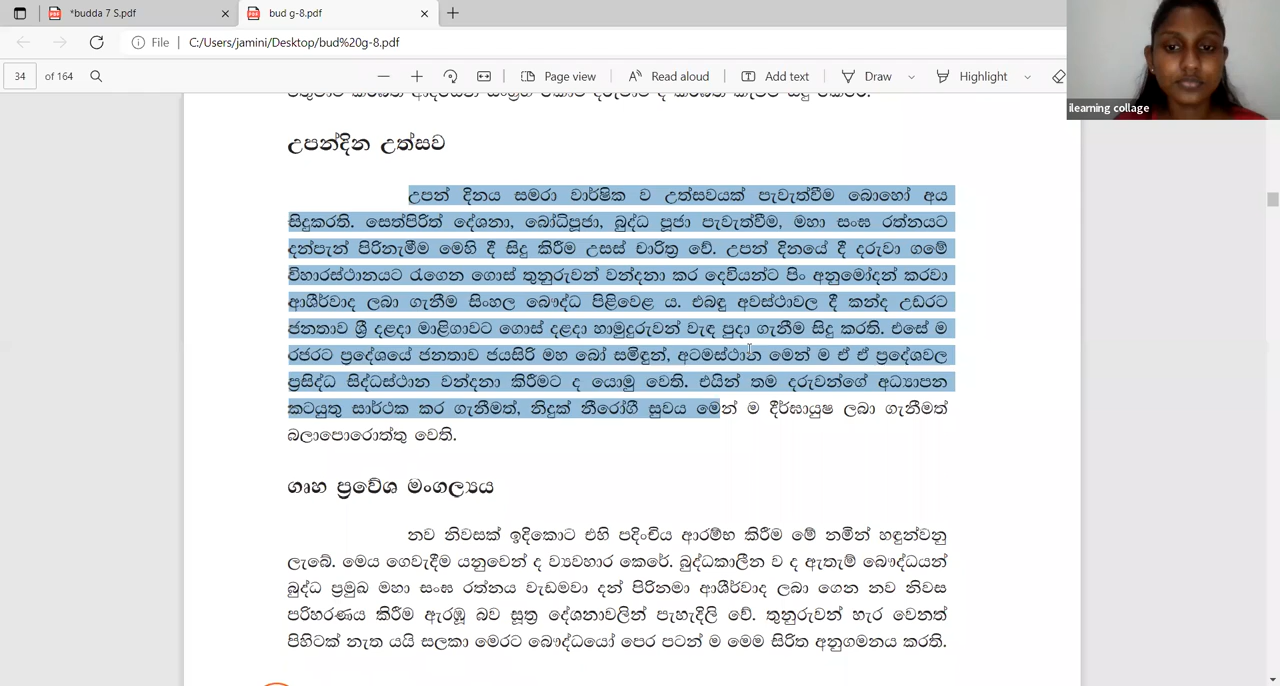 *budda 7 S.pdf
bud g-8.pdf
File
C:/Users/jamini/Desktop/bud%20g-8.pdf
34 of 164
Page view
Read aloud
Add text
Draw
Highlight
ilearning collage
උපන්දින උත්සව
උපන් දිනය සමරා වාර්ෂික ව උත්සවයක් පැවැත්වීම බොහෝ අය
සිදුකරති. සෙත්පිරිත් දේශනා, බෝධිපූජා, බුද්ධ පූජා පැවැත්වීම, මහා සංඝ රත්නයට
දන්පැන් පිරිනැමීම මෙහි දී සිදු කිරීම උසස් චාරිත්‍ර වේ. උපන් දිනයේ දී දරුවා ගමේ
විහාරස්ථානයට රැගෙන ගොස් තුනුරුවන් වන්දනා කර දෙවියන්ට පිං අනුමෝදන් කරවා
ආශීර්වාද ලබා ගැනීම සිංහල බෞද්ධ පිළිවෙළ ය. එබඳු අවස්ථාවල දී කන්ද උඩරට
ජනතාව ශ්‍රී දළදා මාළිගාවට ගොස් දළදා හාමුදුරුවන් වැඳ පුදා ගැනීම සිදු කරති. එසේ ම
රජරට ප්‍රදේශයේ ජනතාව ජයසිරි මහ බෝ සමිඳුන්, අටමස්ථාන මෙන් ම ඒ ඒ ප්‍රදේශවල
ප්‍රසිද්ධ සිද්ධස්ථාන වන්දනා කිරීමට ද යොමු වෙති. එයින් තම දරුවන්ගේ අධ්‍යාපන
කටයුතු සාර්ථක කර ගැනීමත්, නිදුක් නීරෝගී සුවය මෙන් ම දීර්ඝායුෂ ලබා ගැනීමත්
බලාපොරොත්තු වෙති.
ගෘහ ප්‍රවේශ මංගල්‍යය
නව නිවසක් ඉදිකොට එහි පදිංචිය ආරම්භ කිරීම මේ නමින් හඳුන්වනු
ලැබේ. මෙය ගෙවැදීම යනුවෙන් ද ව්‍යවහාර කෙරේ. බුද්ධකාලීන ව ද ඇතැම් බෞද්ධයන්
බුද්ධ ප්‍රමුඛ මහා සංඝ රත්නය වැඩමවා දන් පිරිනමා ආශීර්වාද ලබා ගෙන නව නිවස
පරිහරණය කිරීම ඇරඹූ බව සූත්‍ර දේශනාවලින් පැහැදිලි වේ. තුනුරුවන් හැර වෙනත්
පිහිටක් නැත යයි සලකා මෙරට බෞද්ධයෝ පෙර පටන් ම මෙම සිරිත අනුගමනය කරති.